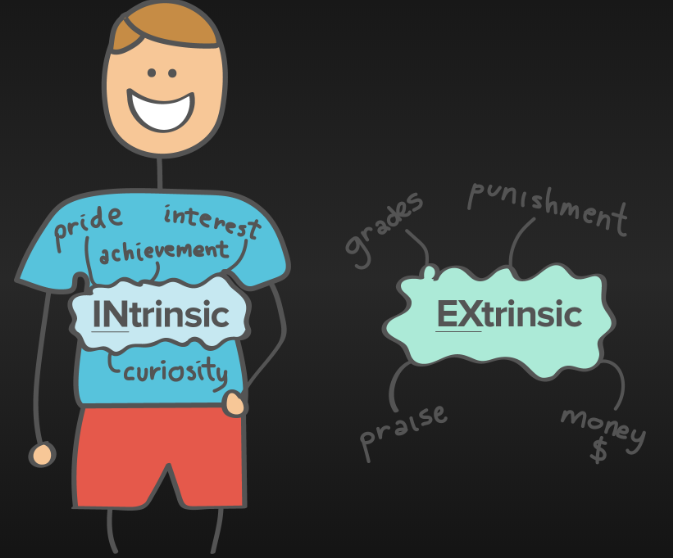 pride
interest
achievement
INtrinsic
curiosity
grades
punishment
EXtrinsic
praise
money
$